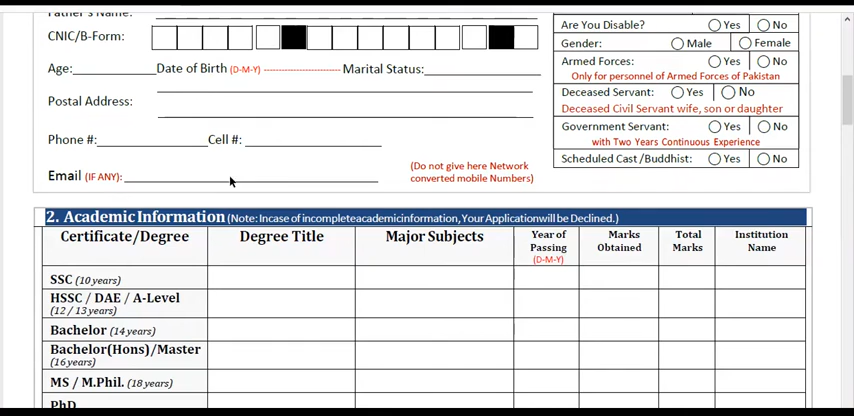 Father's Name:
CNIC/B-Form:
Age: Date of Birth (D-M-Y) Marital Status:
Postal Address:
Phone #: Cell #:
Email (IF ANY):
(Do not give here Network
converted mobile Numbers)
Are You Disable? Yes No
Gender: Male Female
Armed Forces: Yes No
Only for personnel of Armed Forces of Pakistan
Deceased Servant: Yes No
Deceased Civil Servant wife, son or daughter
Government Servant: Yes No
with Two Years Continuous Experience
Scheduled Cast/Buddhist: Yes No
2. Academic Information (Note: Incase of incomplete academic information, Your Application will be Declined.)
Certificate/Degree Degree Title Major Subjects Year of Passing (D-M-Y) Marks Obtained Total Marks Institution Name
SSC (10 years)
HSSC / DAE / A-Level
(12 / 13 years)
Bachelor (14 years)
Bachelor(Hons)/Master
(16 years)
MS / M.Phil. (18 years)
PhD